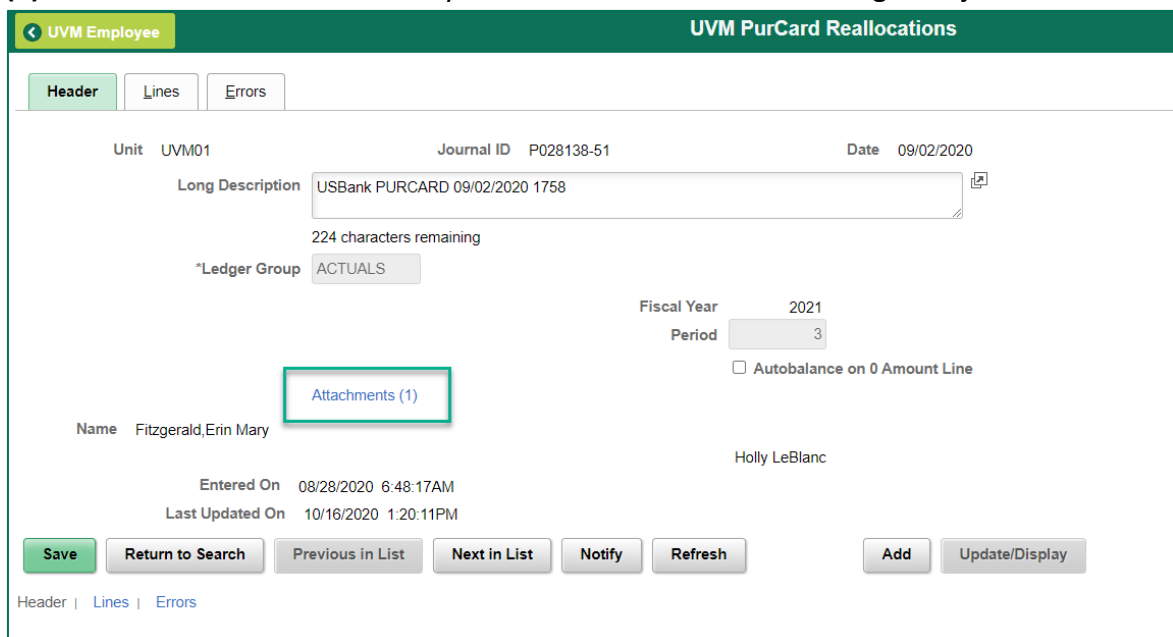 UVM Employee
UVM PurCard Reallocations
Header Lines Errors
Unit UVM01 Journal ID P028138-51 Date 09/02/2020
Long Description USBank PURCARD 09/02/2020 1758
224 characters remaining
*Ledger Group ACTUALS
Fiscal Year 2021
Period 3
Autobalance on 0 Amount Line
Attachments (1)
Name Fitzgerald,Erin Mary
Holly LeBlanc
Entered On 08/28/2020 6:48:17AM
Last Updated On 10/16/2020 1:20:11PM
Save Return to Search Previous in List Next in List Notify Refresh Add Update/Display
Header | Lines | Errors